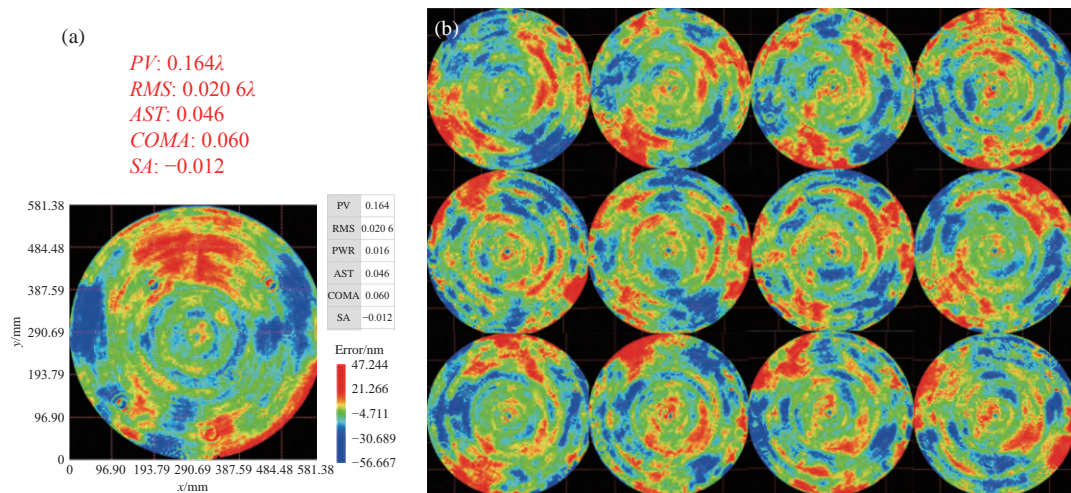 (a)
PV: 0.164λ
RMS: 0.020 6λ
AST: 0.046
COMA: 0.060
SA: −0.012
PV 0.164
RMS 0.020 6
PWR 0.016
AST 0.046
COMA 0.060
SA −0.012
581.38
484.48
387.59
290.69
193.79
96.90
0
y/mm
0 96.90 193.79 290.69 387.59 484.48 581.38
x/mm
Error/nm
47.244
21.266
−4.711
−30.689
−56.667
(b)